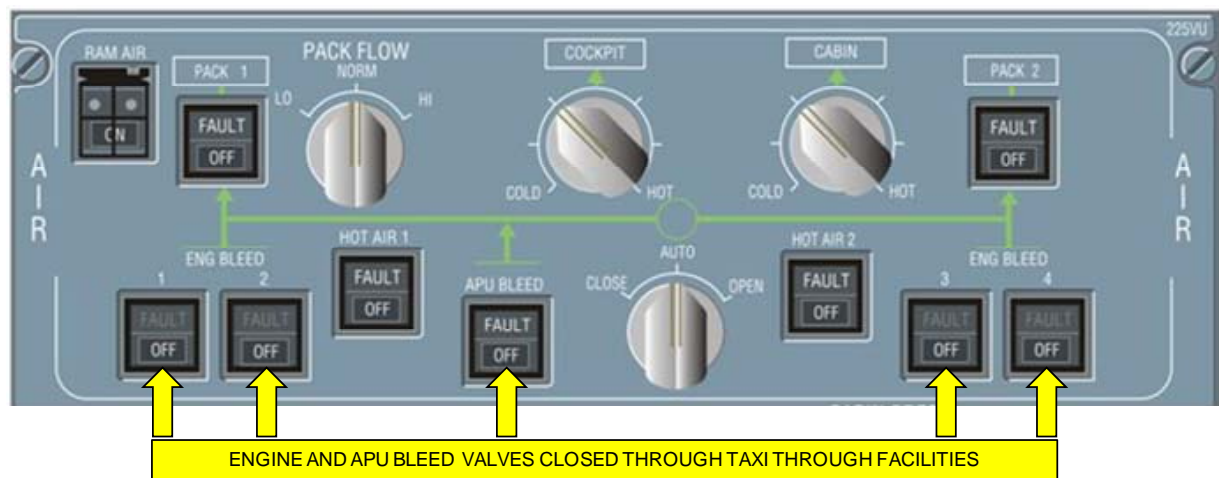 225VU
RAM AIR
PACK FLOW
COCKPIT
CABIN
PACK 1
NORM
PACK 2
LO
HI
ON
FAULT
OFF
FAULT
OFF
COLD
HOT
COLD
HOT
AIR
AIR
HOT AIR 1
AUTO
HOT AIR 2
ENG BLEED
APU BLEED
CLOSE
OPEN
ENG BLEED
1
2
3
4
FAULT
OFF
FAULT
OFF
FAULT
OFF
FAULT
OFF
FAULT
OFF
FAULT
OFF
FAULT
OFF
ENGINE AND APU BLEED VALVES CLOSED THROUGH TAXI THROUGH FACILITIES